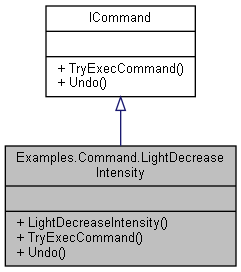 ICommand
+ TryExecCommand()
+ Undo()
Examples.Command.LightDecrease
Intensity
+ LightDecreaseIntensity()
+ TryExecCommand()
+ Undo()